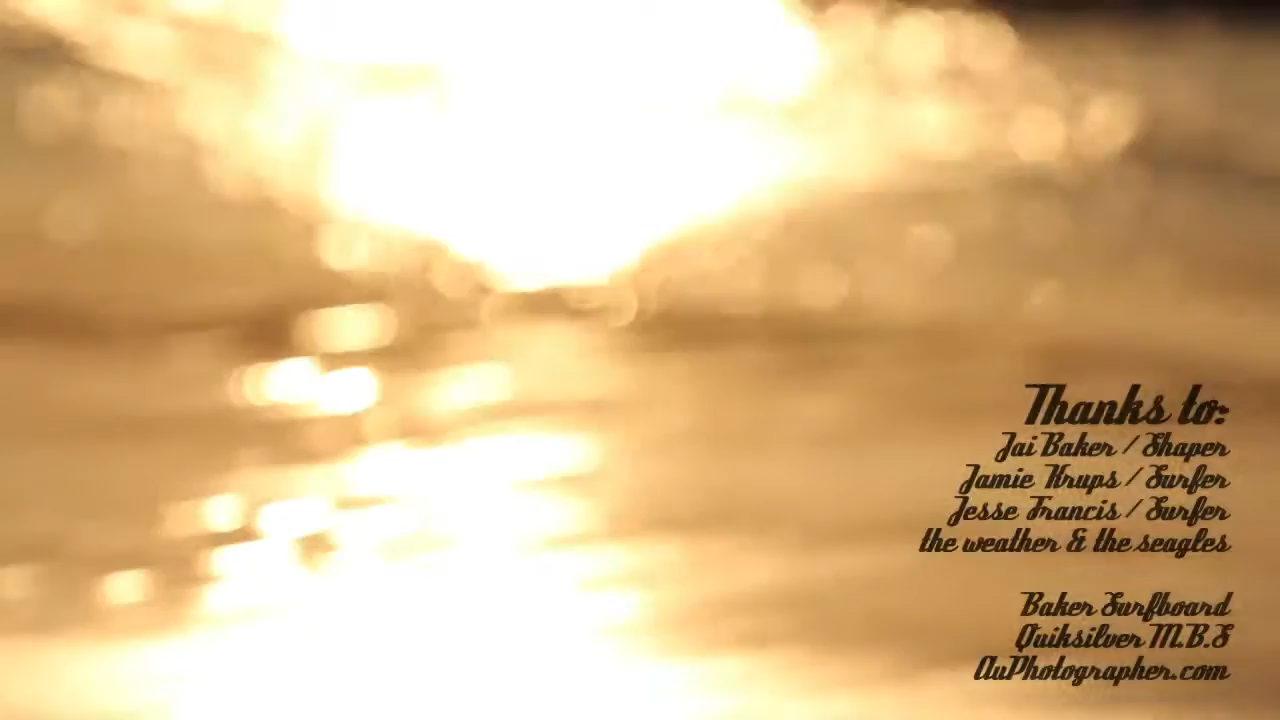 Thanks to:
Jai Baker / Shaper
Jamie Krups / Surfer
Jesse Francis / Surfer
the weather & the seagles
Baker Surfboard
Quiksilver M.B.S
AuPhotographer.com